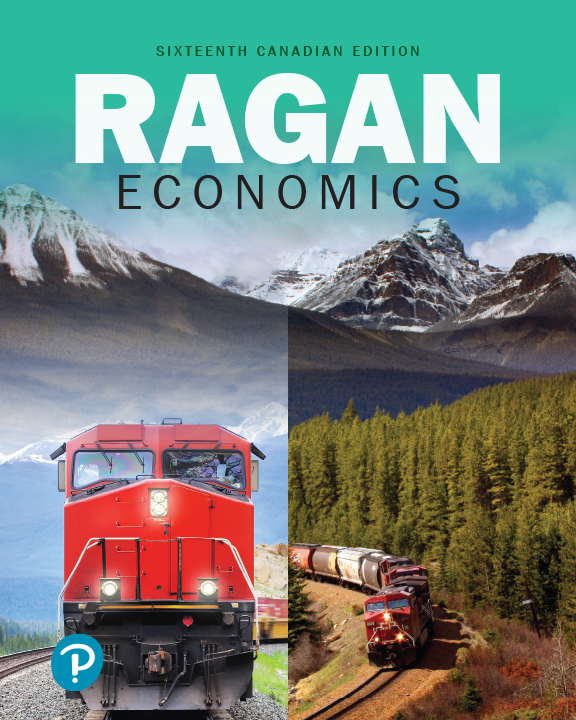 SIXTEENTH CANADIAN EDITION
RAGAN
ECONOMICS
P